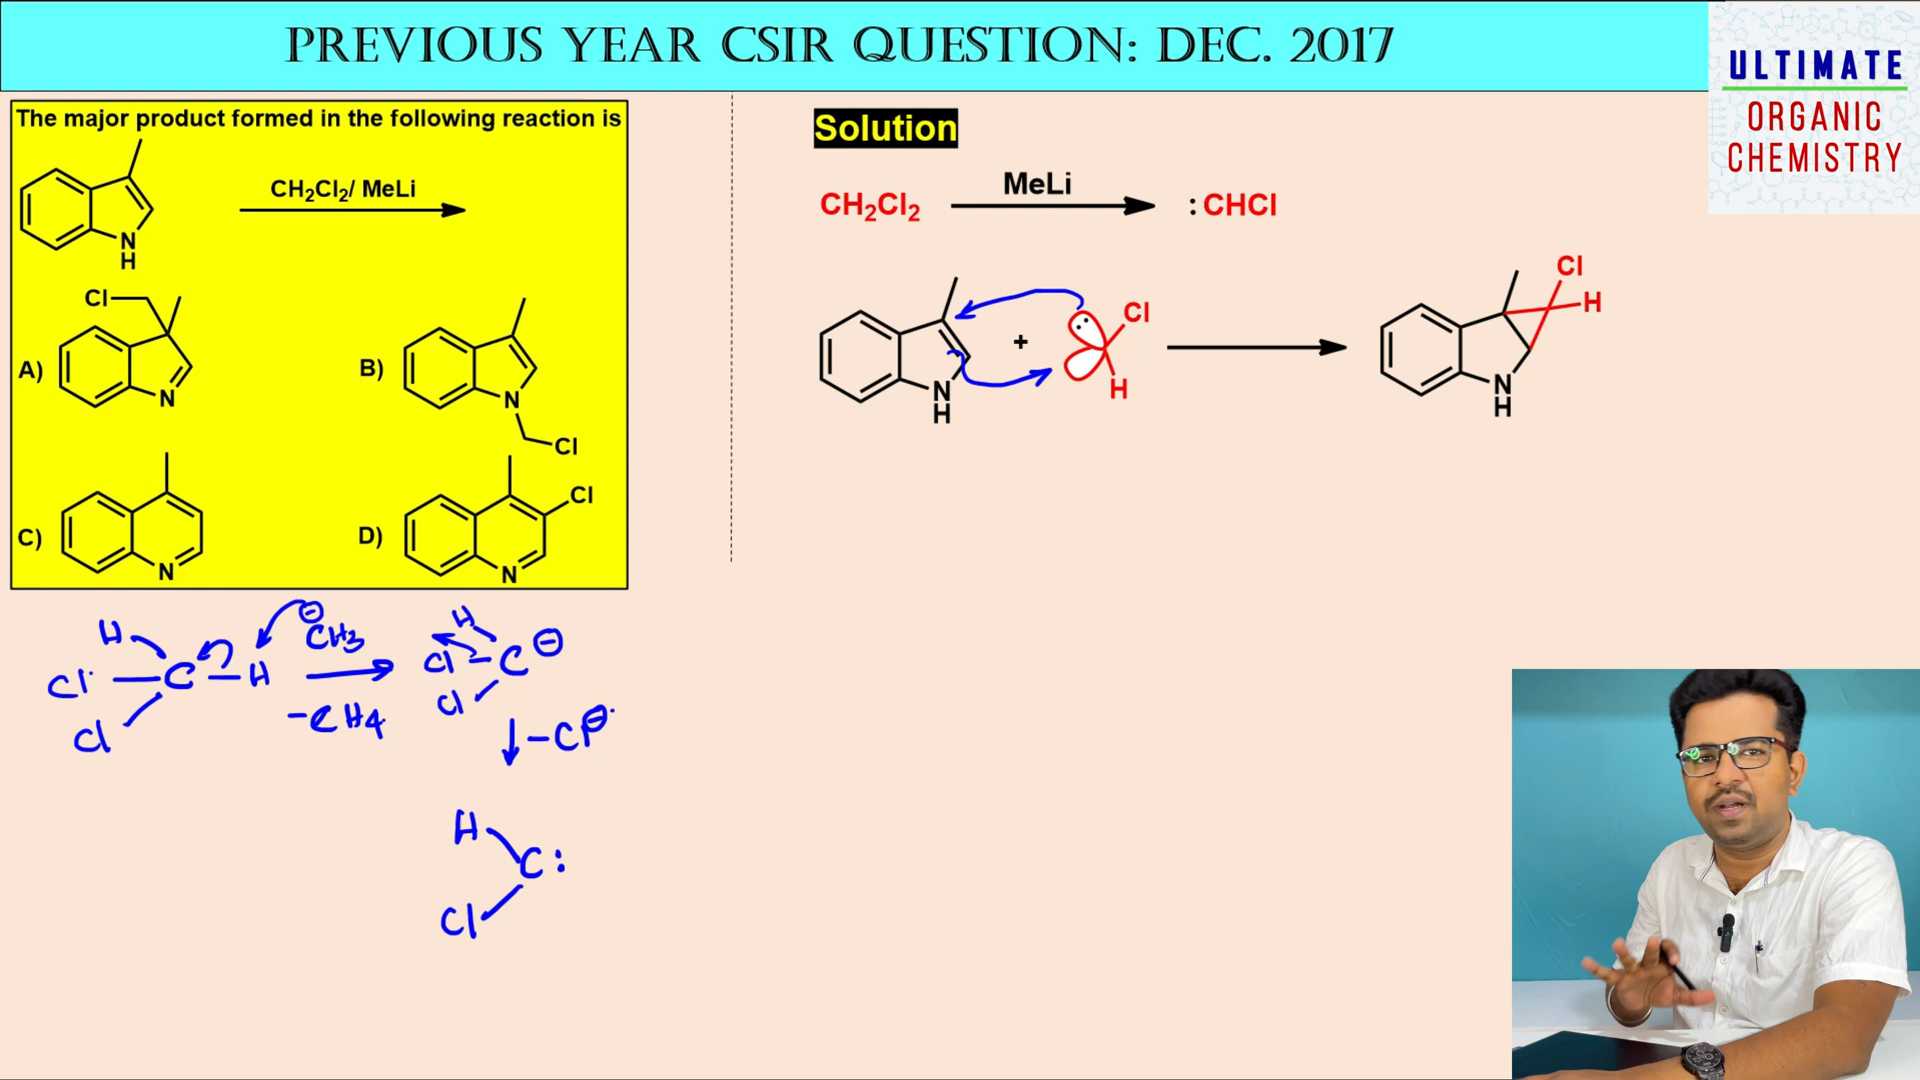 PREVIOUS YEAR CSIR QUESTION: DEC. 2017
ULTIMATE
ORGANIC
CHEMISTRY
The major product formed in the following reaction is
CH₂Cl₂/ MeLi
N
H
A)
Cl
N
B)
N
Cl
C)
N
D)
Cl
N
Solution
CH₂Cl₂
MeLi
:CHCl
N
H
+
:
Cl
H
Cl
H
N
H
H
Cl
Cl
C
H
⊖
CH3
-CH4
H
Cl
Cl
C
⊖
-Cl⊖
H
C:
Cl